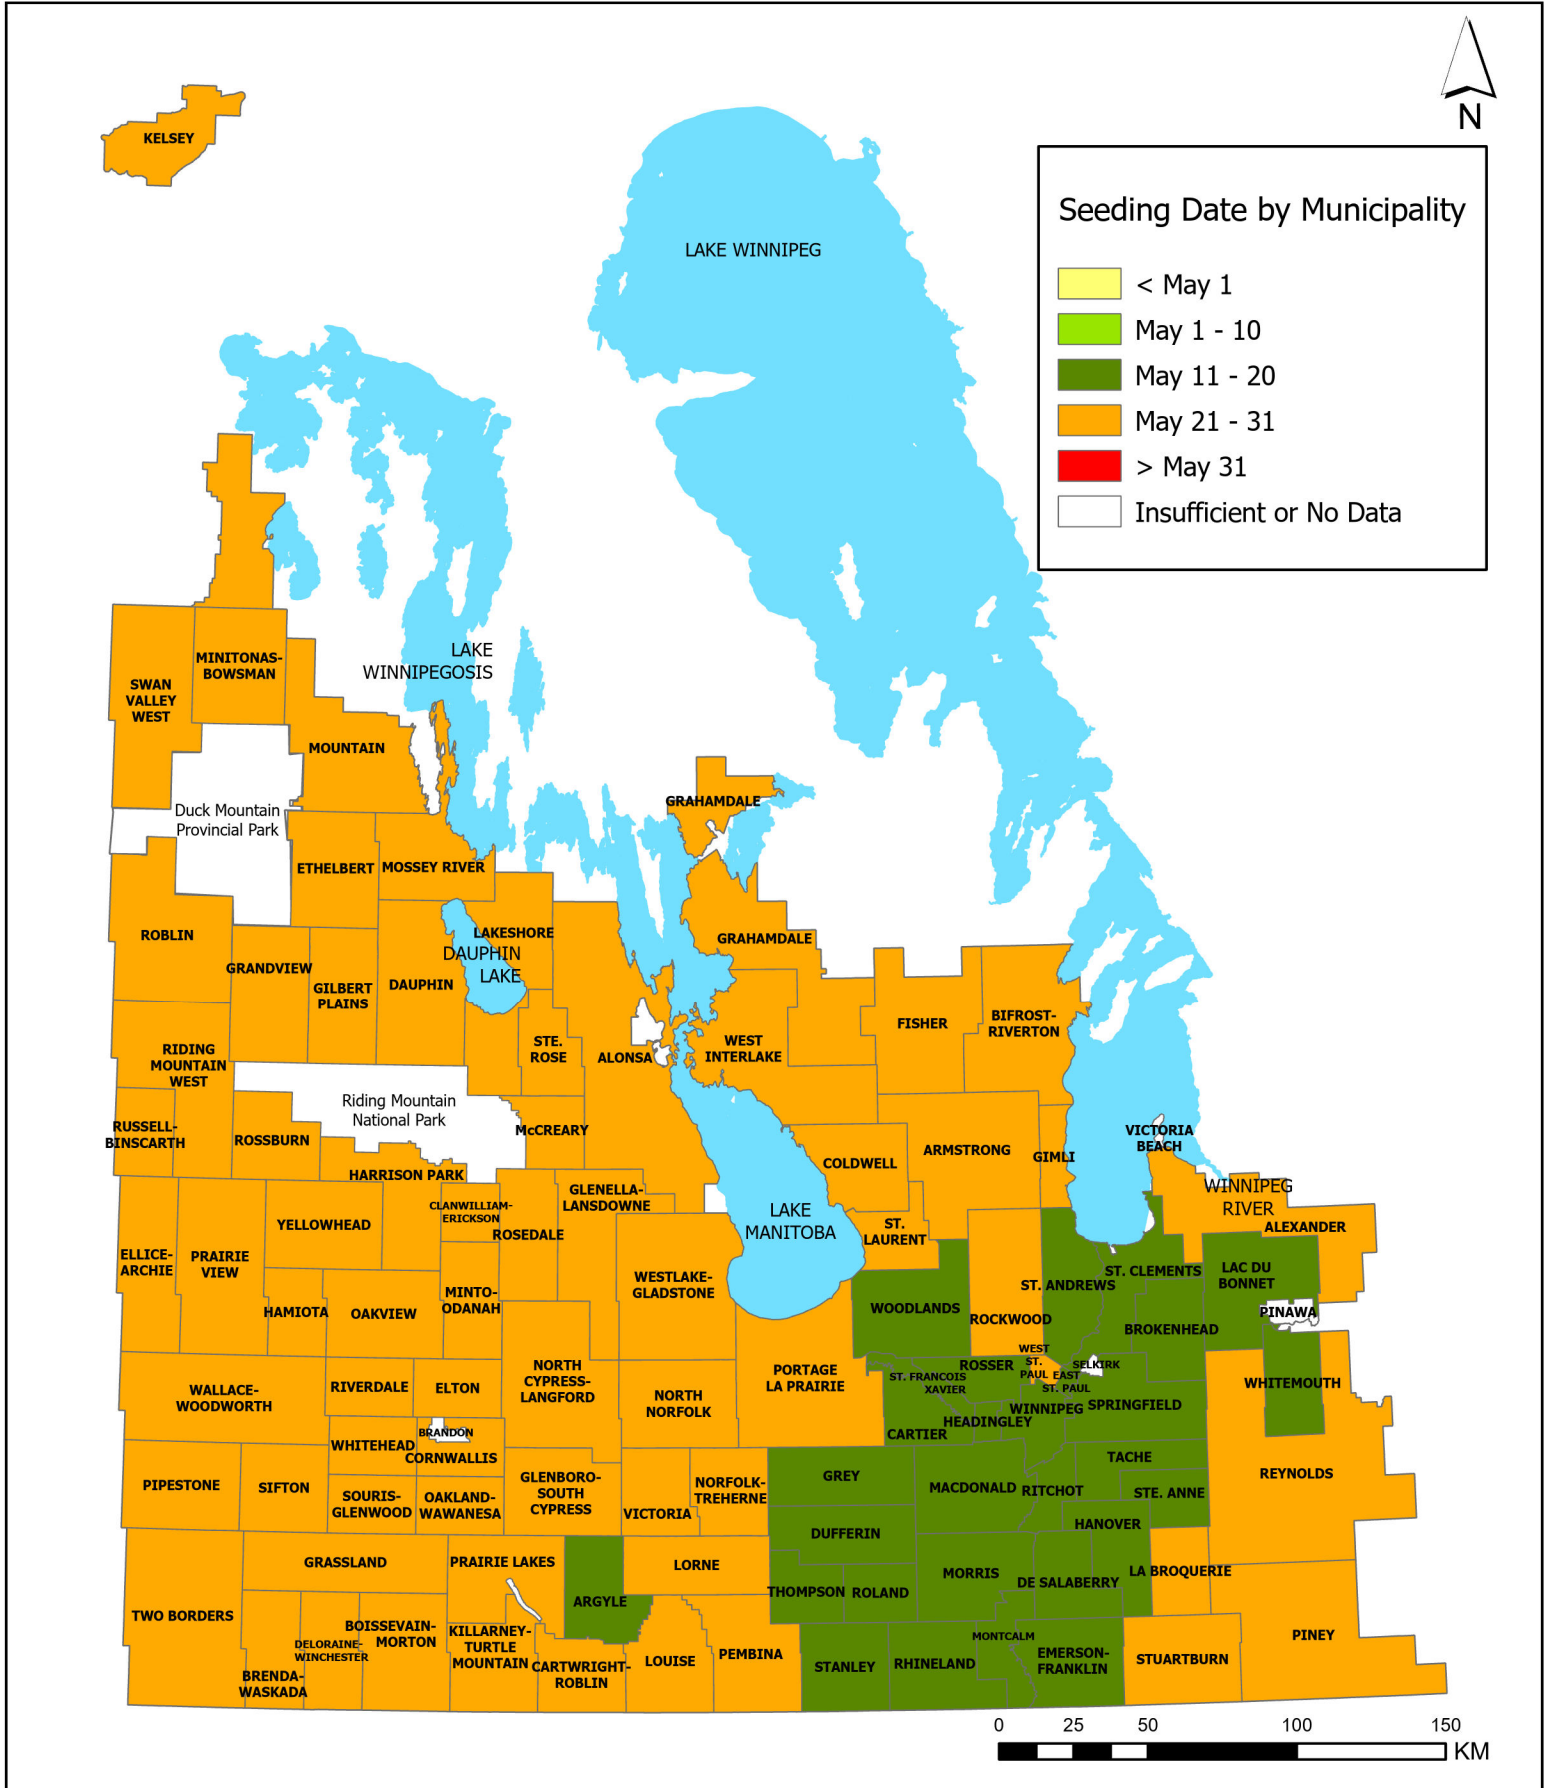 N
KELSEY
Seeding Date by Municipality
< May 1
May 1 - 10
May 11 - 20
May 21 - 31
> May 31
Insufficient or No Data
LAKE WINNIPEG
LAKE
WINNIPEGOSIS
MINITONAS-
BOWSMAN
SWAN
VALLEY
WEST
MOUNTAIN
Duck Mountain
Provincial Park
GRAHAMDALE
ETHELBERT
MOSSEY RIVER
ROBLIN
LAKESHORE
GRAHAMDALE
DAUPHIN
LAKE
GRANDVIEW
GILBERT
PLAINS
DAUPHIN
FISHER
BIFROST-
RIVERTON
RIDING
MOUNTAIN
WEST
STE.
ROSE
ALONSA
WEST
INTERLAKE
Riding Mountain
National Park
RUSSELL-
BINSCARTH
ROSSBURN
McCREARY
VICTORIA
BEACH
HARRISON PARK
COLDWELL
ARMSTRONG
GIMLI
GLENELLA-
LANSDOWNE
WINNIPEG
RIVER
CLANWILLIAM-
ERICKSON
YELLOWHEAD
ROSEDALE
LAKE
MANITOBA
ST.
LAURENT
ALEXANDER
ELLICE-
ARCHIE
PRAIRIE
VIEW
WESTLAKE-
GLADSTONE
ST. CLEMENTS
LAC DU
BONNET
ST. ANDREWS
HAMIOTA
OAKVIEW
MINTO-
ODANAH
WOODLANDS
ROCKWOOD
PINAWA
BROKENHEAD
NORTH
CYPRESS-
LANGFORD
PORTAGE
LA PRAIRIE
WEST
ST.
PAUL
ROSSER
SELKIRK
EAST
ST. PAUL
ST. FRANCOIS
XAVIER
WHITEMOUTH
WALLACE-
WOODWORTH
RIVERDALE
ELTON
NORTH
NORFOLK
WINNIPEG
SPRINGFIELD
HEADINGLEY
CARTIER
BRANDON
WHITEHEAD
CORNWALLIS
TACHE
PIPESTONE
SIFTON
GLENBORO-
SOUTH
CYPRESS
NORFOLK-
TREHERNE
GREY
MACDONALD
RITCHOT
STE. ANNE
REYNOLDS
SOURIS-
GLENWOOD
OAKLAND-
WAWANESA
VICTORIA
HANOVER
DUFFERIN
GRASSLAND
PRAIRIE LAKES
LORNE
MORRIS
DE SALABERRY
LA BROQUERIE
ARGYLE
THOMPSON
ROLAND
TWO BORDERS
BOISSEVAIN-
MORTON
KILLARNEY-
TURTLE
MOUNTAIN
DELORAINE-
WINCHESTER
MONTCALM
PINEY
BRENDA-
WASKADA
CARTWRIGHT-
ROBLIN
LOUISE
PEMBINA
STANLEY
RHINELAND
EMERSON-
FRANKLIN
STUARTBURN
0 25 50 100 150
KM